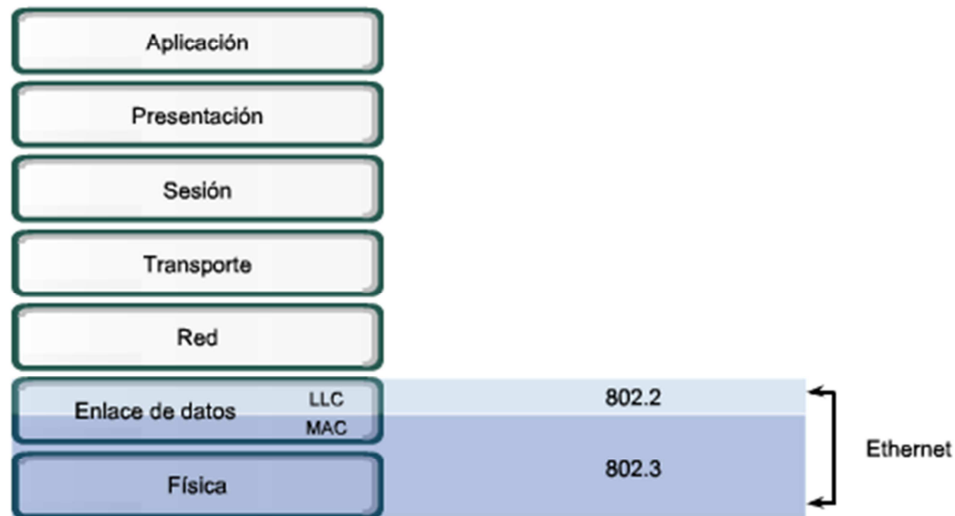 Aplicación
Presentación
Sesión
Transporte
Red
Enlace de datos
LLC
MAC
802.2
Física
802.3
Ethernet